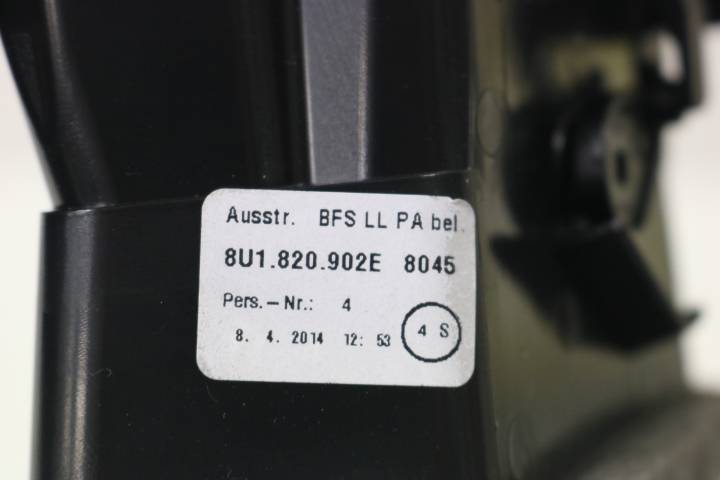 Ausstr. BFS LL PA bel.
8U1.820.902E 8045
Pers.-Nr.: 4
8. 4. 2014 12: 53
4 S